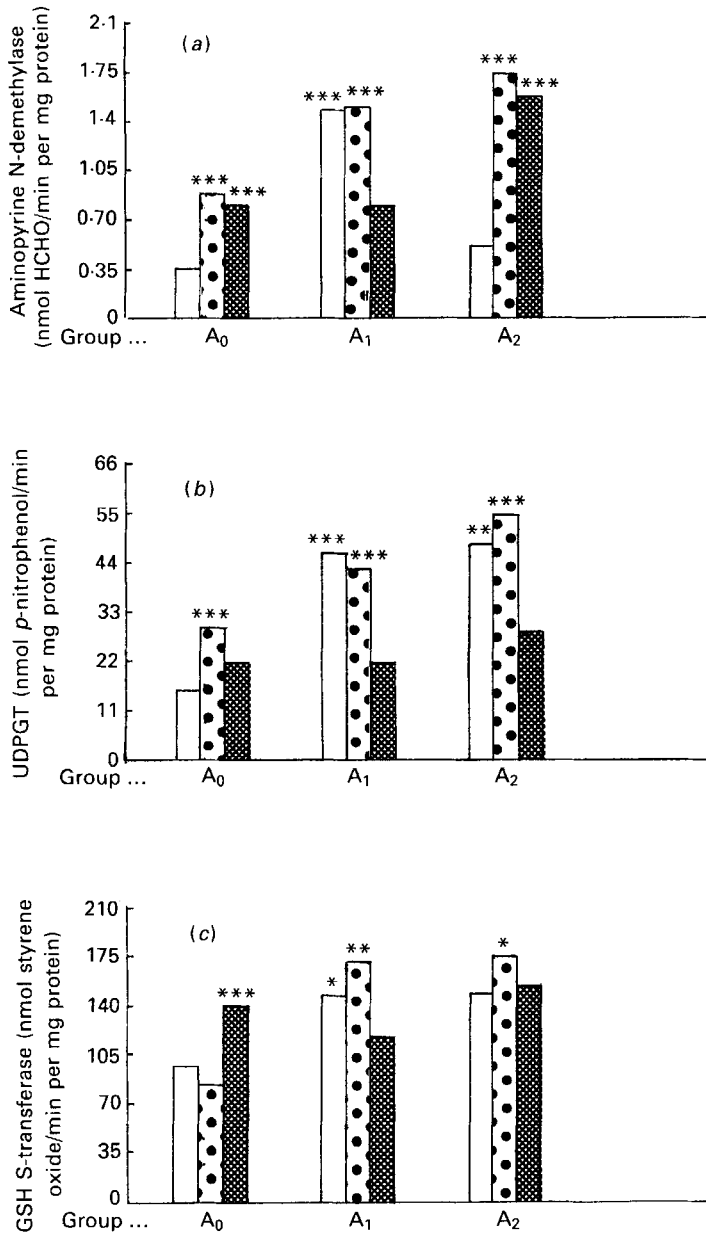 Aminopyrine N-demethylase
(nmol HCHO/min per mg protein)
2·1
1·75
1·4
1·05
0·70
0·35
0
(a)
*** ***
*** ***
*** ***
Group ... A0 A1 A2
UDPGT (nmol p-nitrophenol/min
per mg protein)
66
55
44
33
22
11
0
(b)
***
*** ***
** ***
Group ... A0 A1 A2
GSH S-transferase (nmol styrene
oxide/min per mg protein)
210
175
140
105
70
35
0
(c)
***
* **
*
Group ... A0 A1 A2